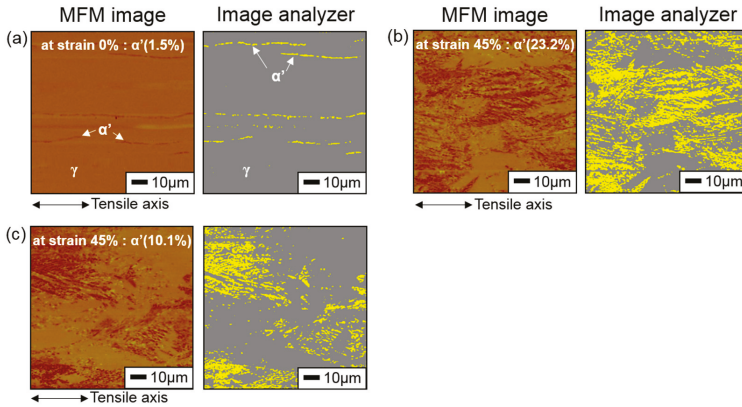 MFM image
Image analyzer
(a)
at strain 0% : α’(1.5%)
α’
α’
γ
10μm
γ
10μm
Tensile axis
MFM image
Image analyzer
(b)
at strain 45% : α’(23.2%)
10μm
10μm
Tensile axis
(c)
at strain 45% : α’(10.1%)
10μm
10μm
Tensile axis